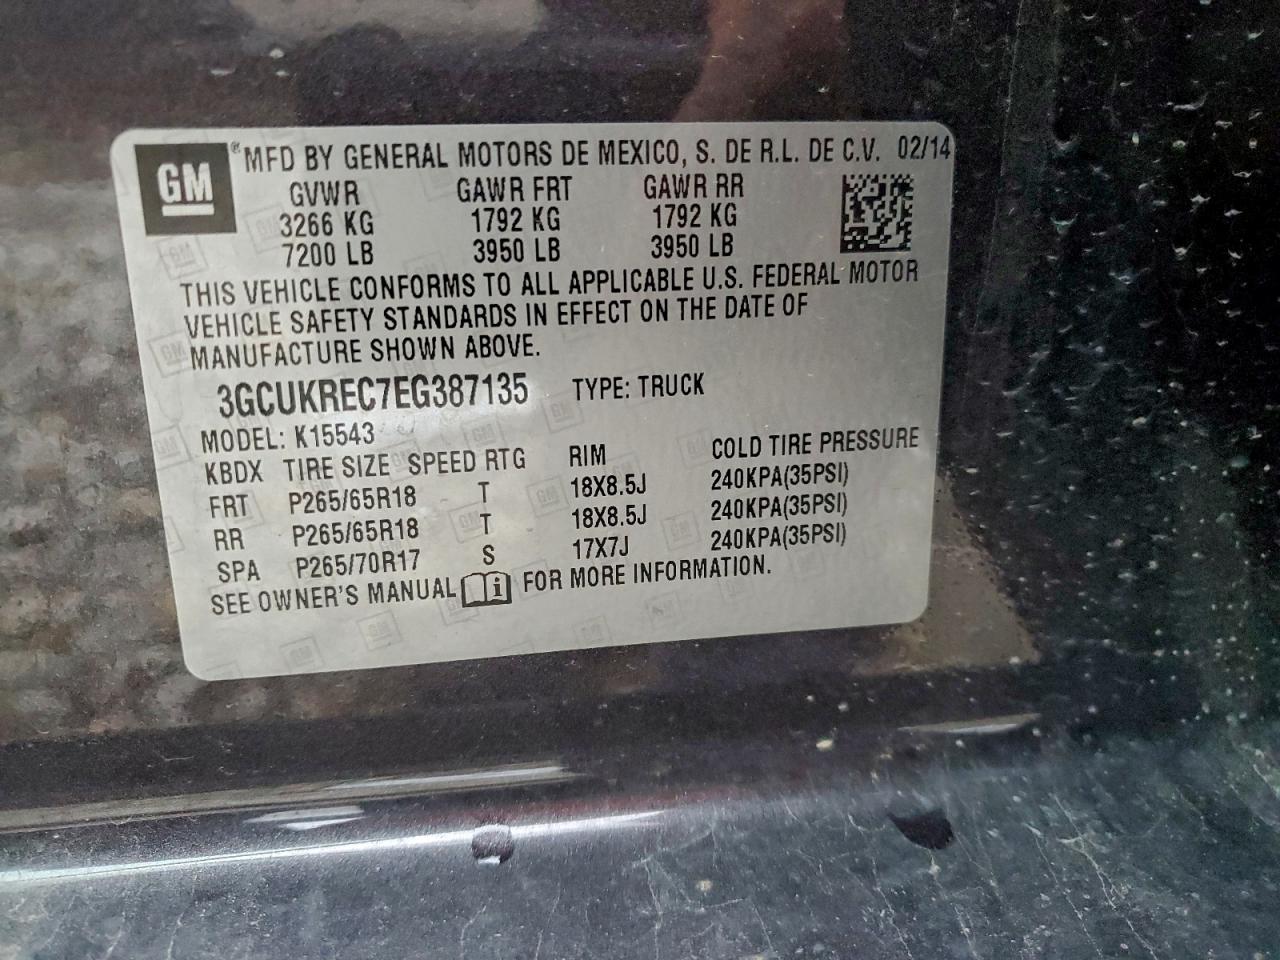 GM ® MFD BY GENERAL MOTORS DE MEXICO, S. DE R.L. DE C.V. 02/14
GVWR GAWR FRT GAWR RR
3266 KG 1792 KG 1792 KG
7200 LB 3950 LB 3950 LB
THIS VEHICLE CONFORMS TO ALL APPLICABLE U.S. FEDERAL MOTOR
VEHICLE SAFETY STANDARDS IN EFFECT ON THE DATE OF
MANUFACTURE SHOWN ABOVE.
3GCUKREC7EG387135 TYPE: TRUCK
MODEL: K15543
KBDX TIRE SIZE SPEED RTG RIM COLD TIRE PRESSURE
FRT P265/65R18 T 18X8.5J 240KPA(35PSI)
RR P265/65R18 T 18X8.5J 240KPA(35PSI)
SPA P265/70R17 S 17X7J 240KPA(35PSI)
SEE OWNER'S MANUAL i FOR MORE INFORMATION.